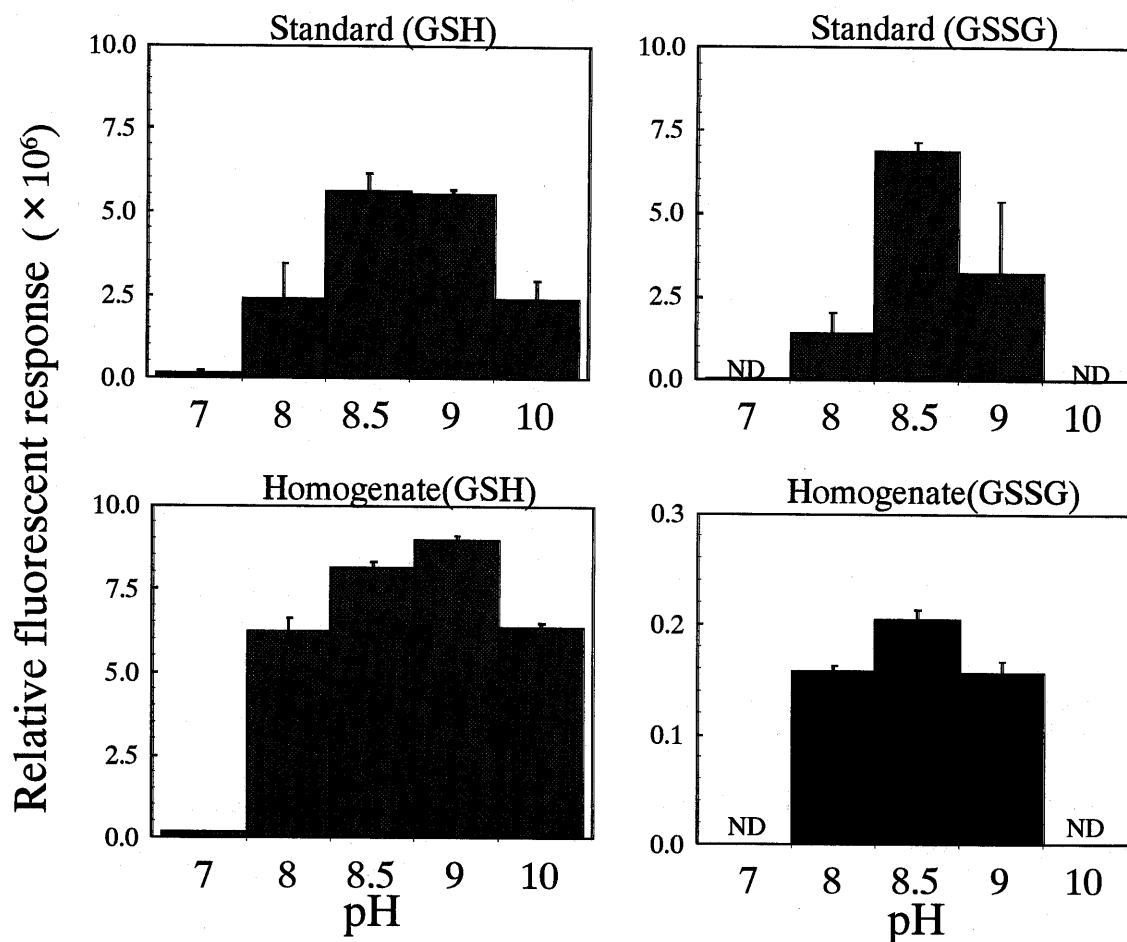 Relative fluorescent response (×10⁶)
Standard (GSH)
10.0
7.5
5.0
2.5
0.0
7 8 8.5 9 10
Standard (GSSG)
10.0
7.5
5.0
2.5
0.0
ND ND
7 8 8.5 9 10
Homogenate(GSH)
10.0
7.5
5.0
2.5
0.0
7 8 8.5 9 10
pH
Homogenate(GSSG)
0.3
0.2
0.1
0.0
ND ND
7 8 8.5 9 10
pH